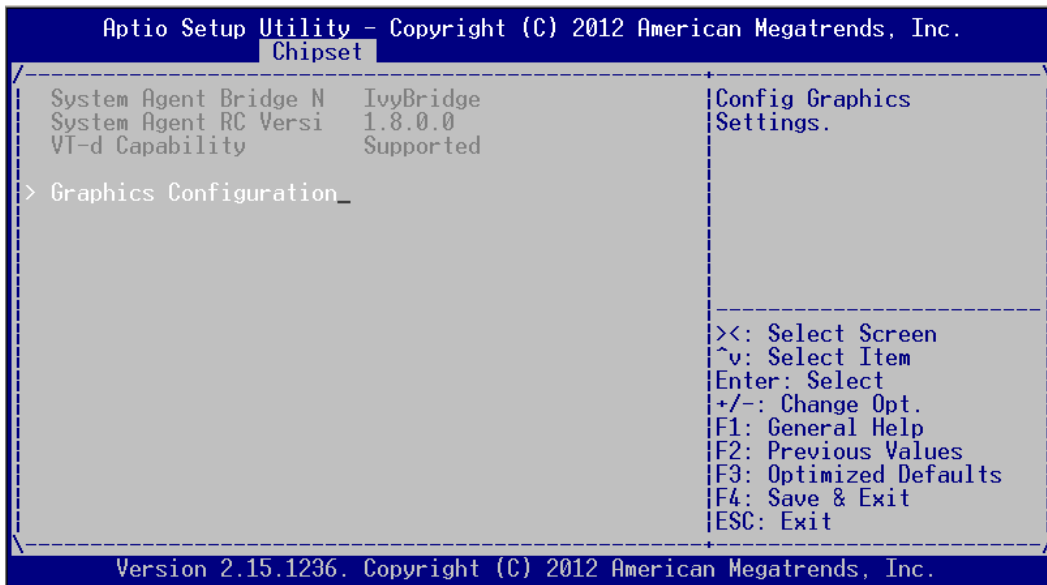 Aptio Setup Utility - Copyright (C) 2012 American Megatrends, Inc.
Chipset
System Agent Bridge N IvyBridge
System Agent RC Versi 1.8.0.0
VT-d Capability Supported
> Graphics Configuration_
Config Graphics
Settings.
><: Select Screen
^v: Select Item
Enter: Select
+/-: Change Opt.
F1: General Help
F2: Previous Values
F3: Optimized Defaults
F4: Save & Exit
ESC: Exit
Version 2.15.1236. Copyright (C) 2012 American Megatrends, Inc.